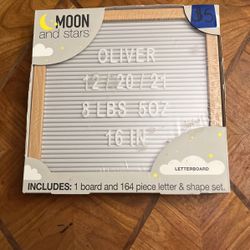 MOON
and stars
$5
OLIVER
12/20/21
8 LBS 5OZ
16 IN
LETTERBOARD
INCLUDES: 1 board and 164 piece letter & shape set.